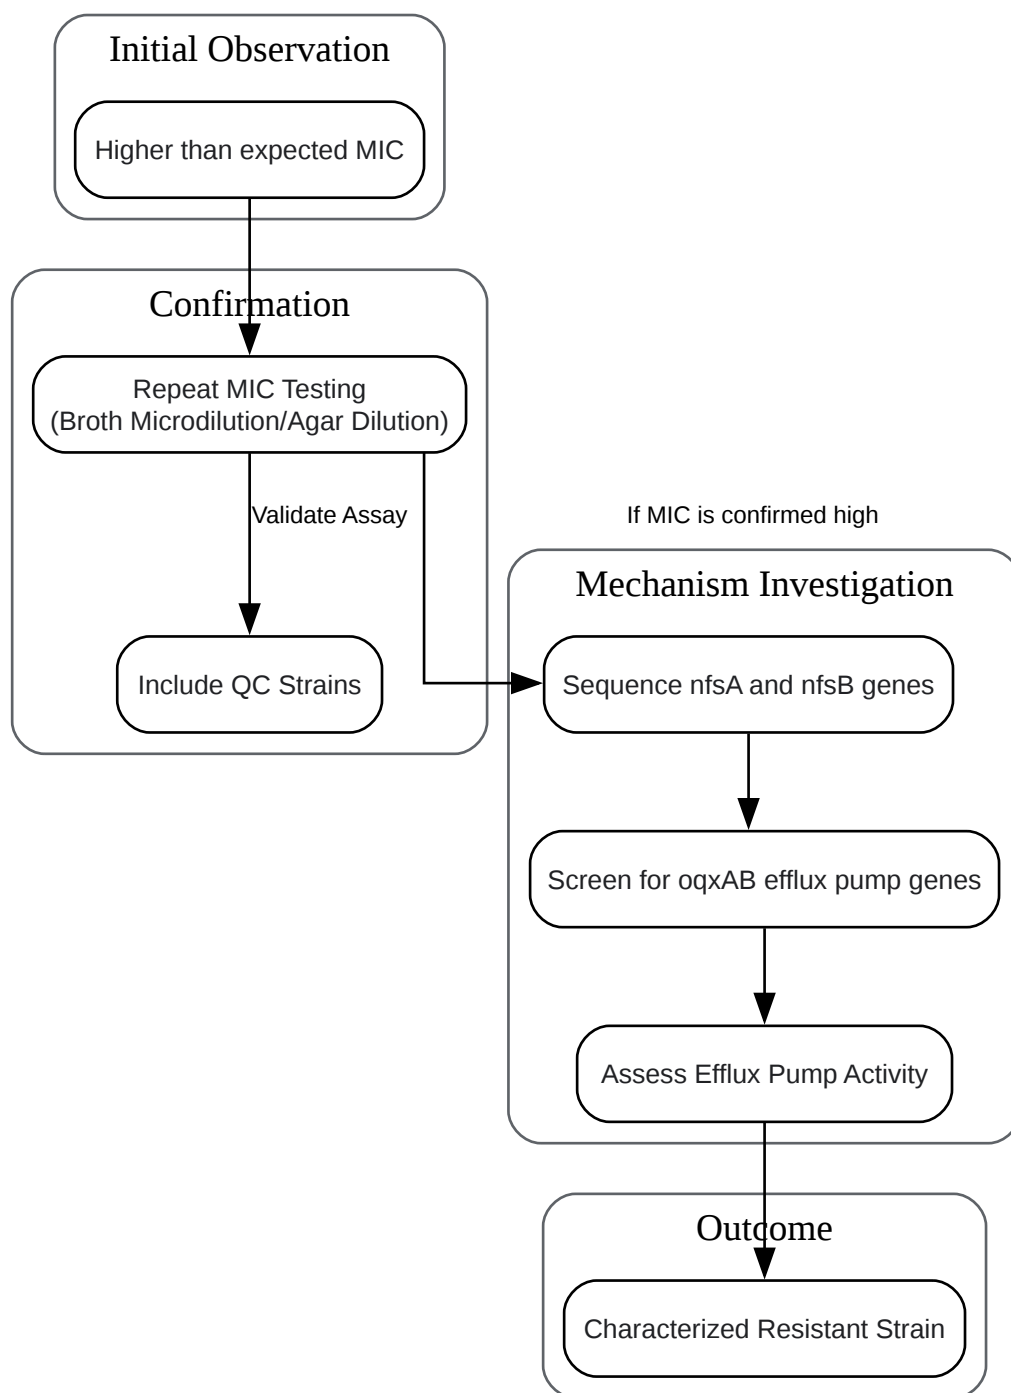 Initial Observation
Higher than expected MIC
Confirmation
Repeat MIC Testing
(Broth Microdilution/Agar Dilution)
Validate Assay
If MIC is confirmed high
Include QC Strains
Mechanism Investigation
Sequence nfsA and nfsB genes
Screen for oqxAB efflux pump genes
Assess Efflux Pump Activity
Outcome
Characterized Resistant Strain